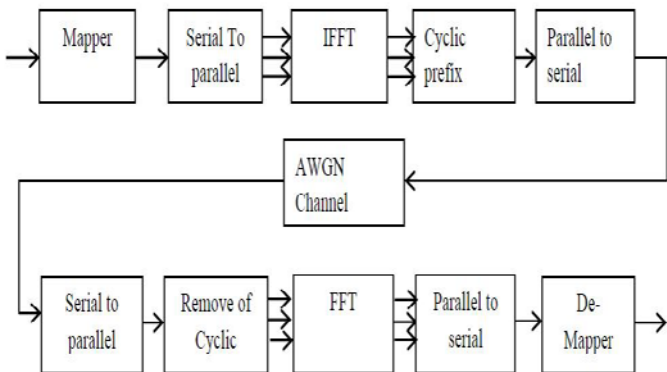 Mapper
Serial To
parallel
IFFT
Cyclic
prefix
Parallel to
serial
AWGN
Channel
Serial to
parallel
Remove of
Cyclic
FFT
Parallel to
serial
De-
Mapper